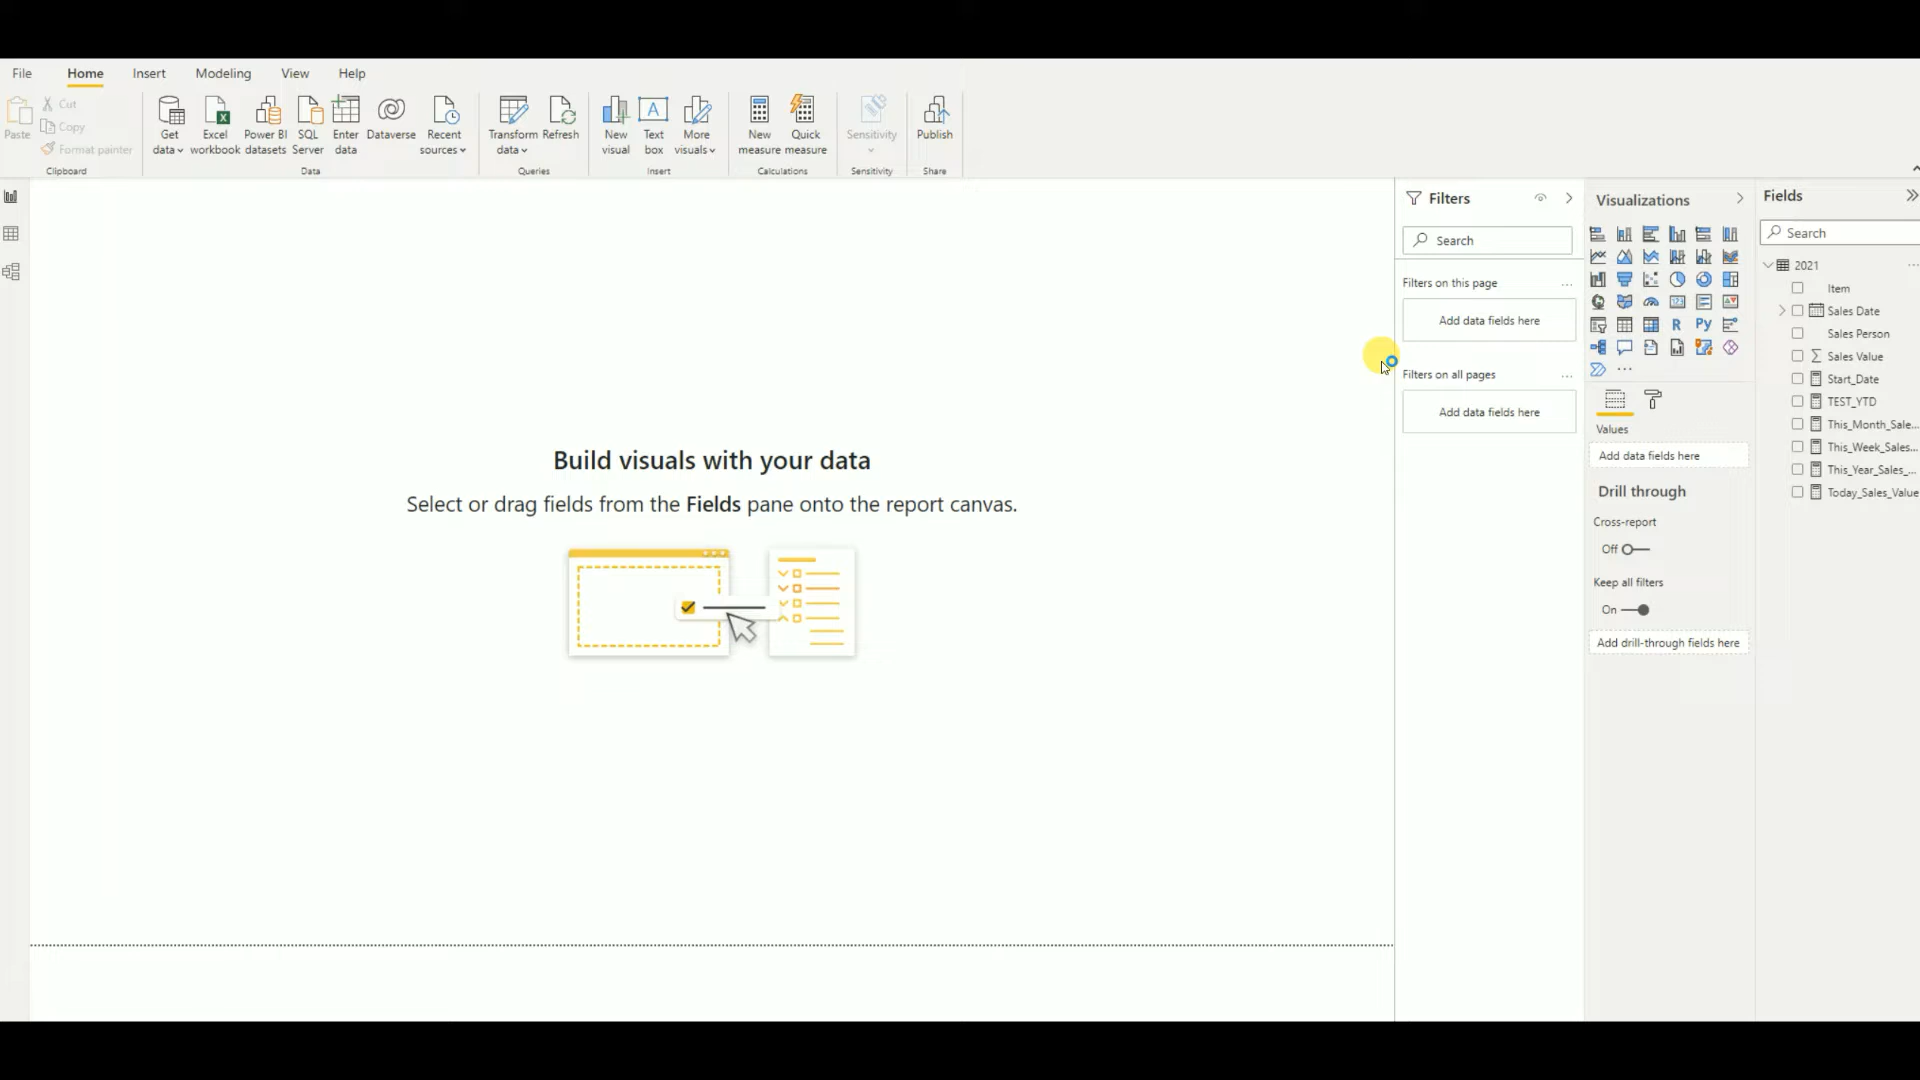 File Home Insert Modeling View Help
Paste
Cut
Copy
Format painter
Clipboard
Get data
Excel workbook
Power BI datasets
SQL Server
Enter data
Dataverse
Recent sources
Data
Transform data
Refresh
Queries
New visual
Text box
More visuals
Insert
New measure
Quick measure
Calculations
Sensitivity
Sensitivity
Publish
Share
Build visuals with your data
Select or drag fields from the Fields pane onto the report canvas.
Filters
Search
Filters on this page
Add data fields here
Filters on all pages
Add data fields here
Visualizations
R Py
Values
Add data fields here
Drill through
Cross-report
Off
Keep all filters
On
Add drill-through fields here
Fields
Search
2021
Item
Sales Date
Sales Person
Sales Value
Start_Date
TEST_YTD
This_Month_Sale...
This_Week_Sales...
This_Year_Sales_...
Today_Sales_Value